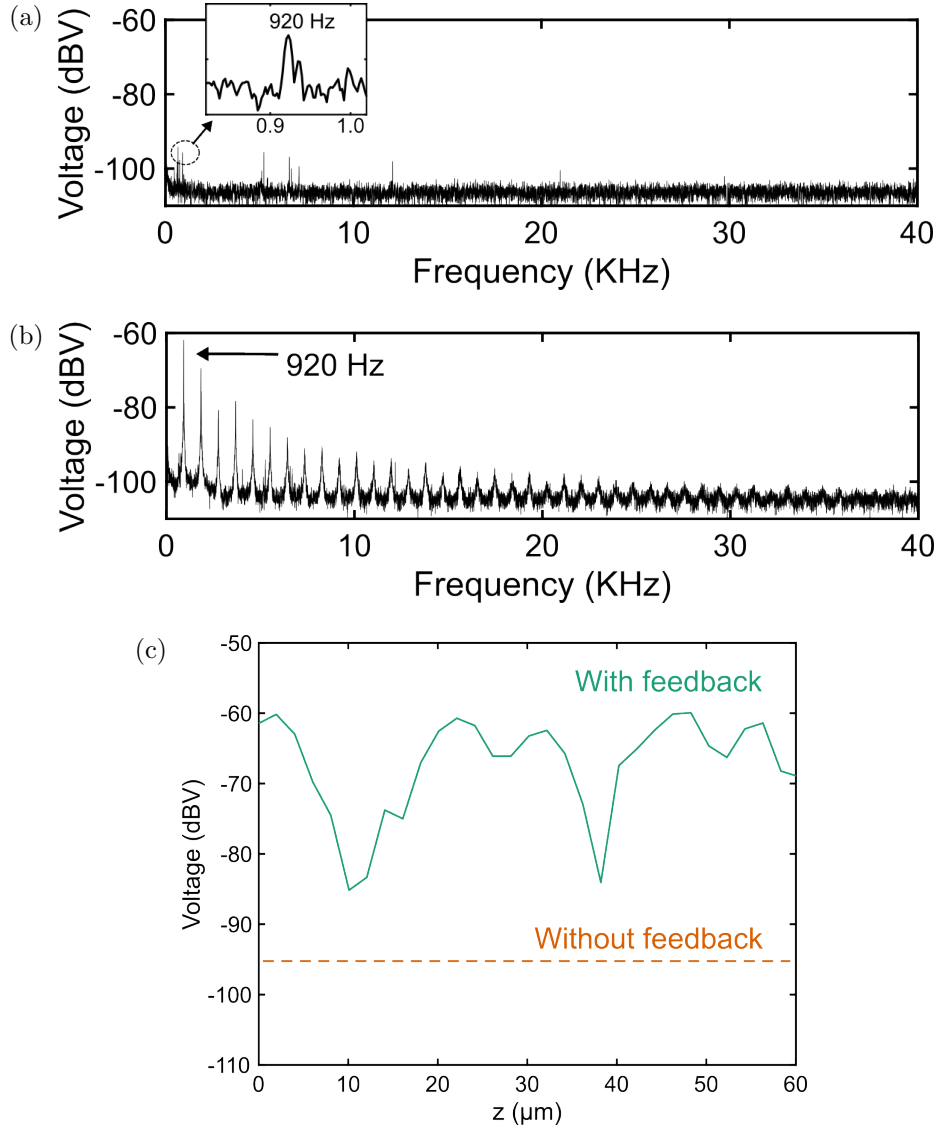 (a)
Voltage (dBV)
-60
-80
-100
920 Hz
0.9 1.0
0 10 20 30 40
Frequency (KHz)
(b)
Voltage (dBV)
-60
-80
-100
920 Hz
0 10 20 30 40
Frequency (KHz)
(c)
Voltage (dBV)
-50
-60
-70
-80
-90
-100
-110
With feedback
Without feedback
0 10 20 30 40 50 60
z (μm)